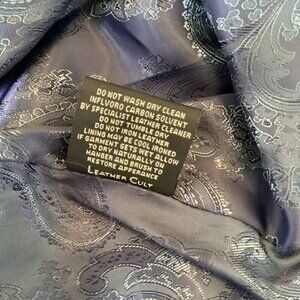 DO NOT WASH DRY CLEAN
INFLVORO CARBON SOLVENT
BY SPECIALIST LEATHER CLEANER
DO NOT TUMBLE DRY
DO NOT IRON LEATHER
LINING MAY BE COOL IRONED
IF GARMENT GETS WET ALLOW
TO DRY NATURALLY ON
HANGER AND BRUSH TO
RESTORE APPERANCE
LEATHER CULT